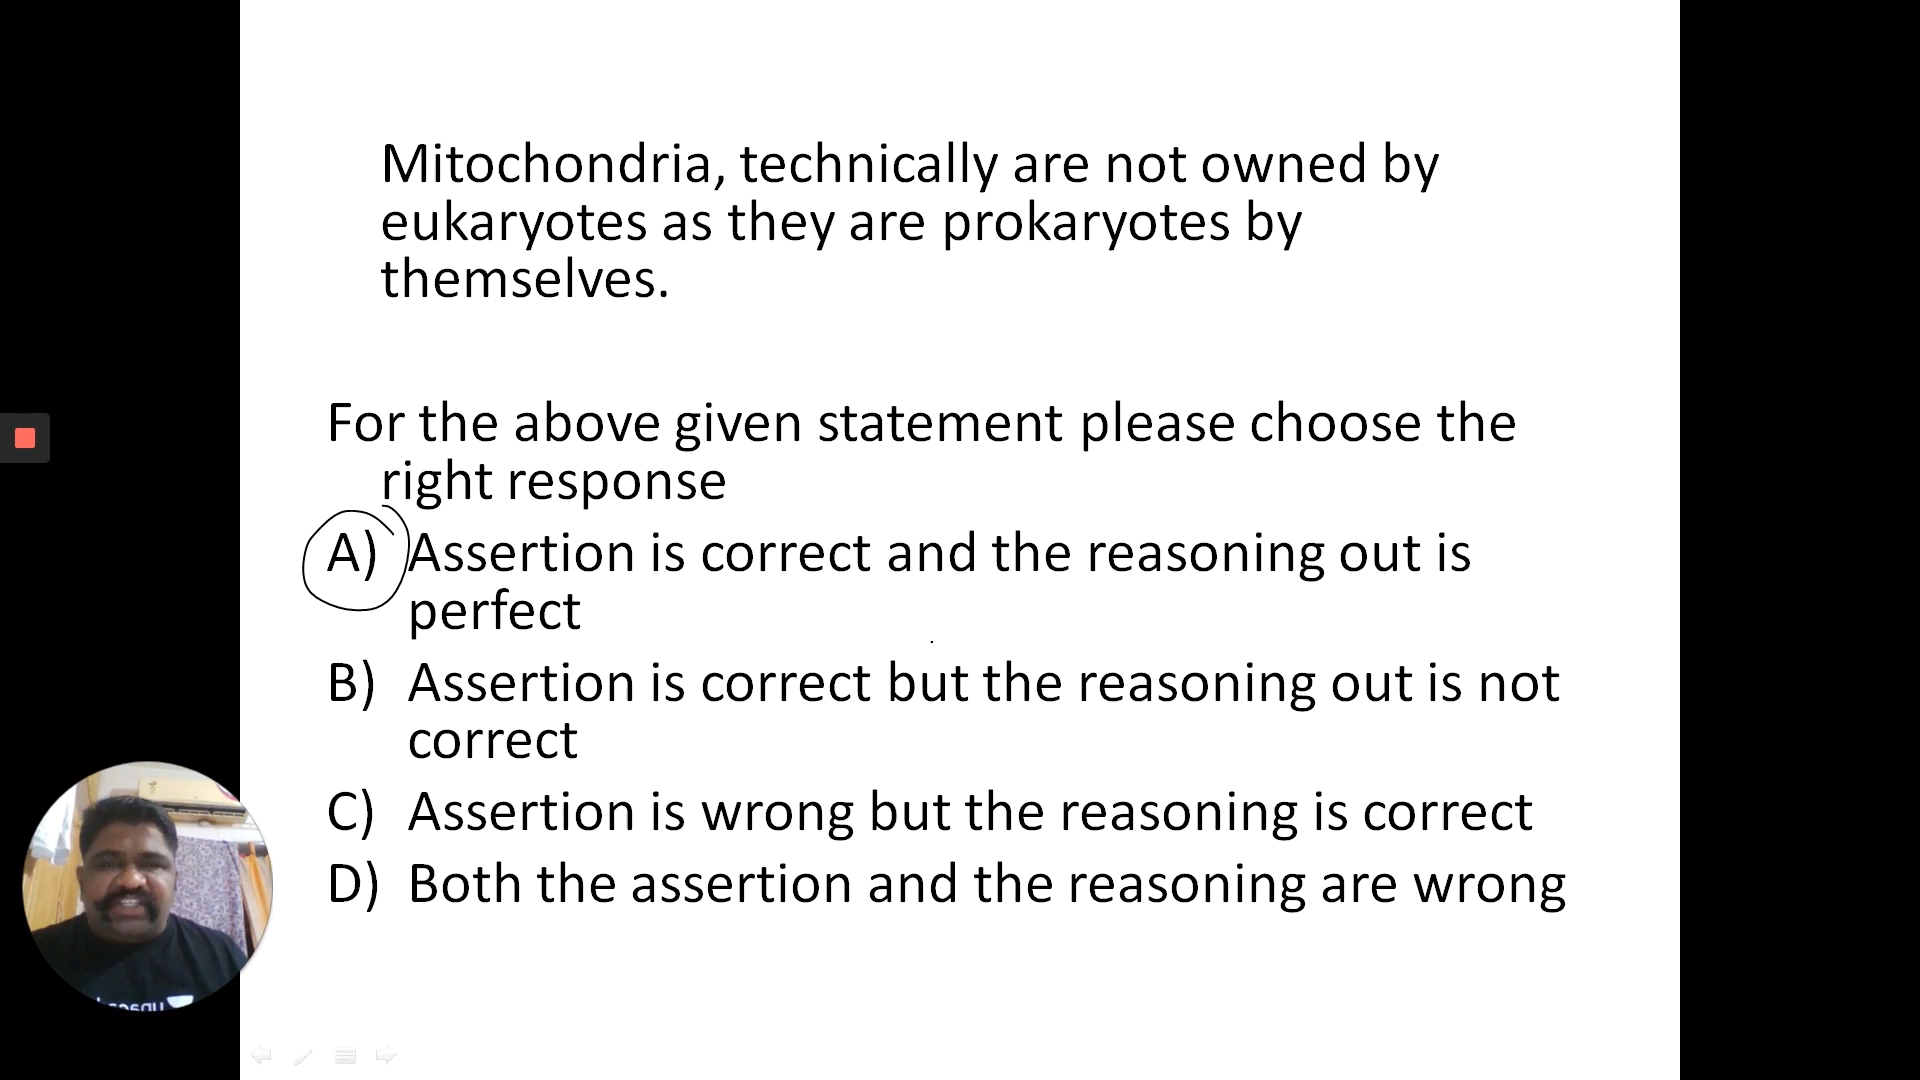 Mitochondria, technically are not owned by
eukaryotes as they are prokaryotes by
themselves.
For the above given statement please choose the
right response
A) Assertion is correct and the reasoning out is
perfect
B) Assertion is correct but the reasoning out is not
correct
C) Assertion is wrong but the reasoning is correct
D) Both the assertion and the reasoning are wrong